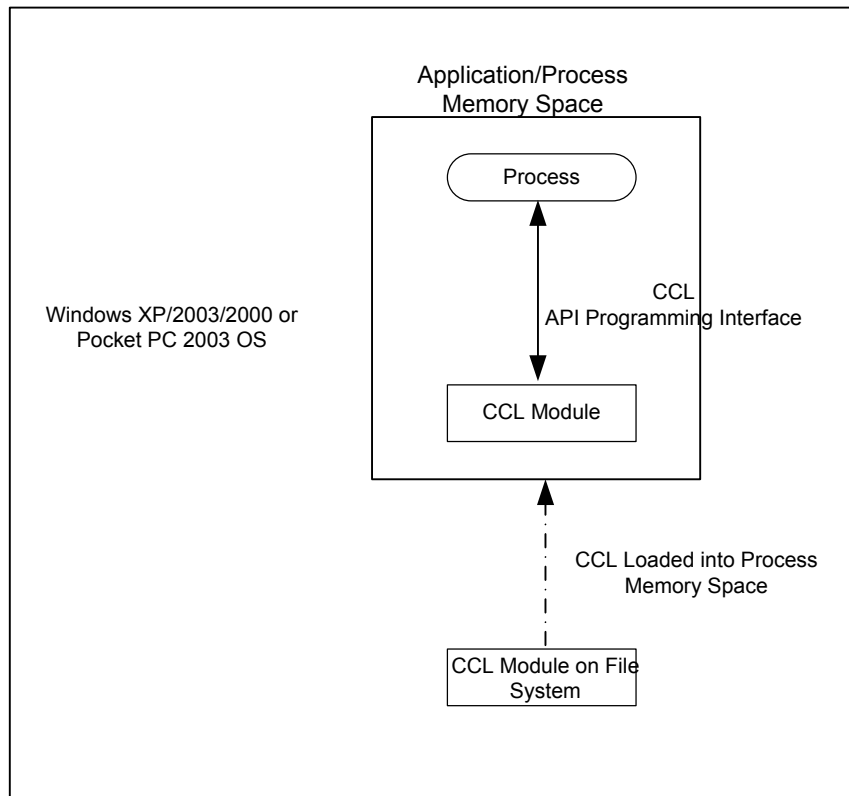 Application/Process
Memory Space
Process
Windows XP/2003/2000 or
Pocket PC 2003 OS
CCL
API Programming Interface
CCL Module
CCL Loaded into Process
Memory Space
CCL Module on File
System